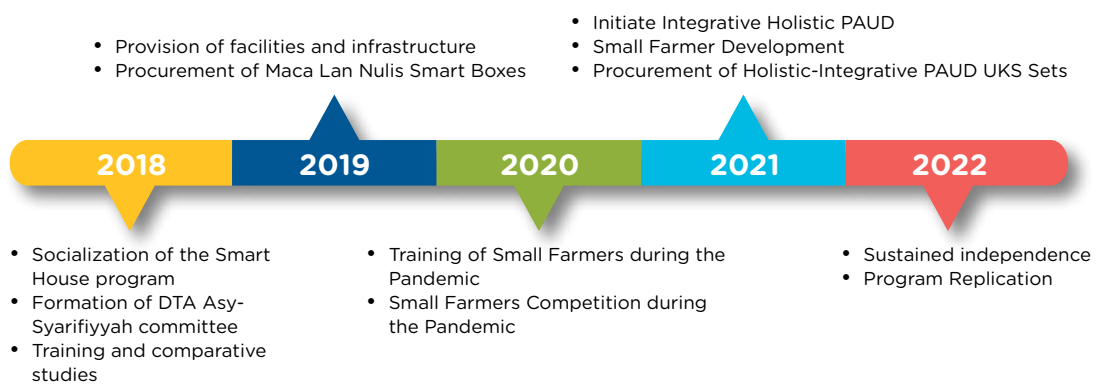 • Provision of facilities and infrastructure
• Procurement of Maca Lan Nulis Smart Boxes
• Initiate Integrative Holistic PAUD
• Small Farmer Development
• Procurement of Holistic-Integrative PAUD UKS Sets
2018
2019
2020
2021
2022
• Socialization of the Smart
House program
• Formation of DTA Asy-
Syarifiyyah committee
• Training and comparative
studies
• Training of Small Farmers during the
Pandemic
• Small Farmers Competition during
the Pandemic
• Sustained independence
• Program Replication